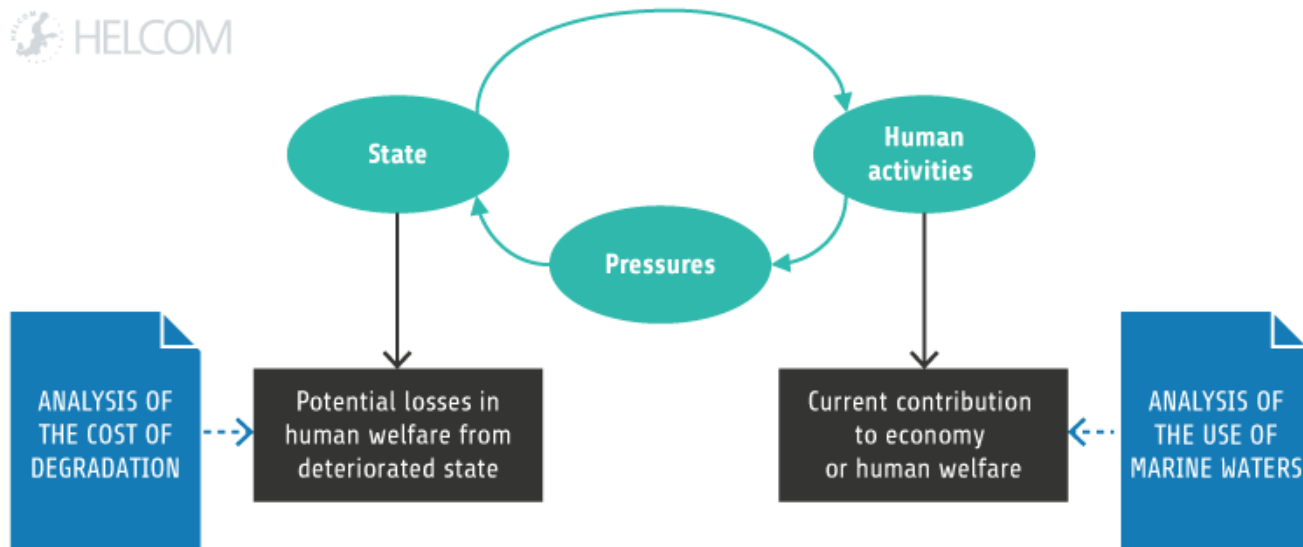 HELCOM
HELCOM
State
Human
activities
Pressures
ANALYSIS OF
THE COST OF
DEGRADATION
Potential losses in
human welfare from
deteriorated state
Current contribution
to economy
or human welfare
ANALYSIS OF
THE USE OF
MARINE WATERS